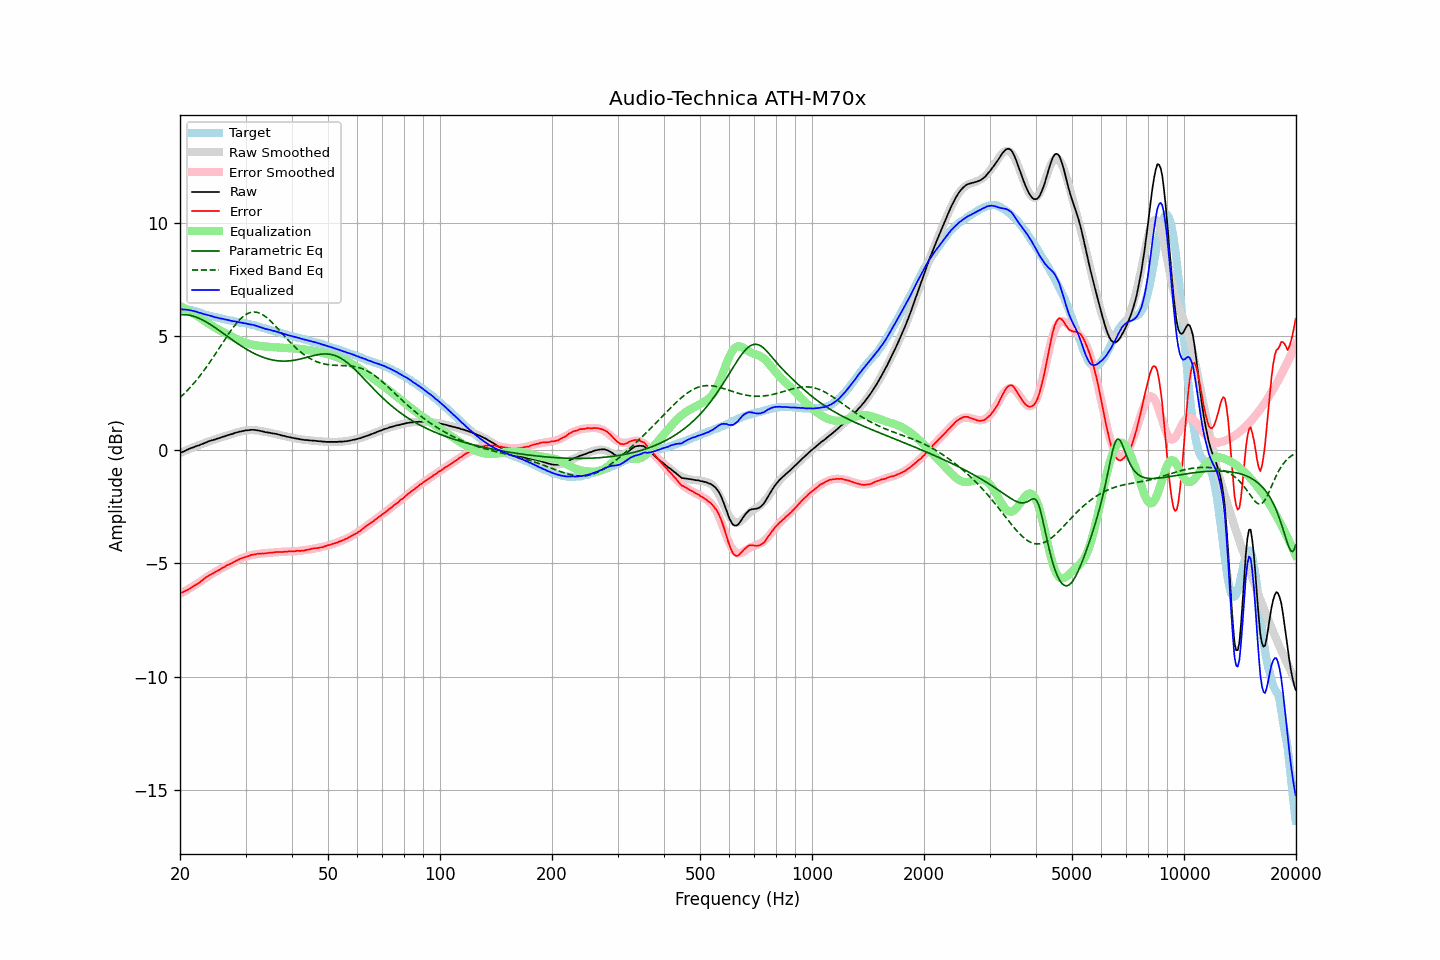 Audio-Technica ATH-M70x
Target
Raw Smoothed
Error Smoothed
Raw
Error
Equalization
Parametric Eq
Fixed Band Eq
Equalized
10
5
0
−5
−10
−15
Amplitude (dBr)
20
50
100
200
500
1000
2000
5000
10000
20000
Frequency (Hz)